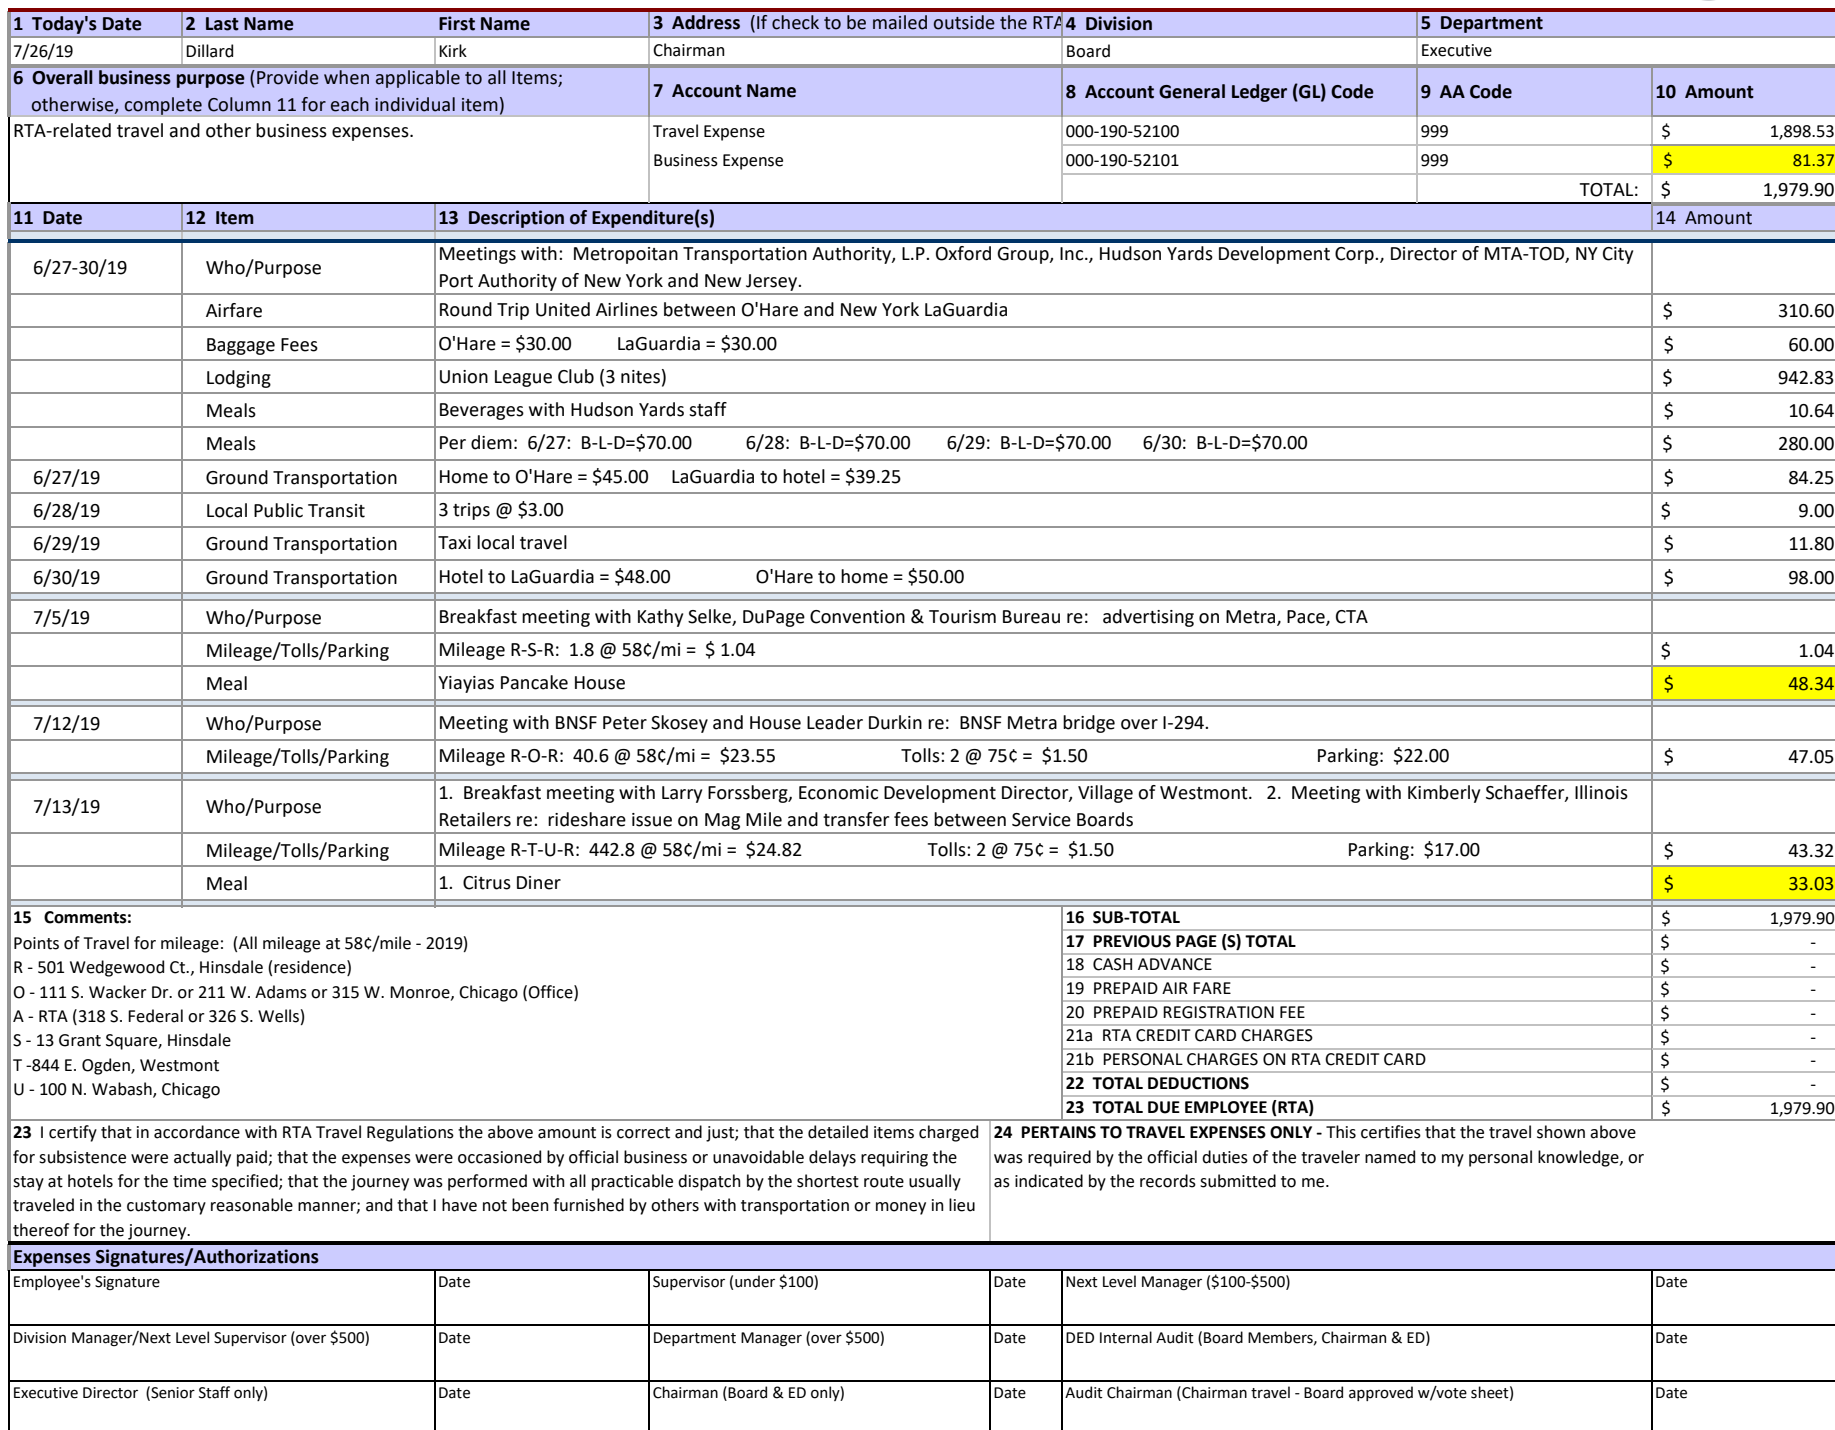 1 Today's Date 2 Last Name First Name 3 Address (If check to be mailed outside the RTA 4 Division 5 Department
7/26/19 Dillard Kirk Chairman Board Executive
6 Overall business purpose (Provide when applicable to all Items;
otherwise, complete Column 11 for each individual item) 7 Account Name 8 Account General Ledger (GL) Code 9 AA Code 10 Amount
RTA-related travel and other business expenses. Travel Expense 000-190-52100 999 $ 1,898.53
Business Expense 000-190-52101 999 $ 81.37
TOTAL: $ 1,979.90
11 Date 12 Item 13 Description of Expenditure(s) 14 Amount
6/27-30/19 Who/Purpose Meetings with: Metropoitan Transportation Authority, L.P. Oxford Group, Inc., Hudson Yards Development Corp., Director of MTA-TOD, NY City
Port Authority of New York and New Jersey.
Airfare Round Trip United Airlines between O'Hare and New York LaGuardia $ 310.60
Baggage Fees O'Hare = $30.00 LaGuardia = $30.00 $ 60.00
Lodging Union League Club (3 nites) $ 942.83
Meals Beverages with Hudson Yards staff $ 10.64
Meals Per diem: 6/27: B-L-D=$70.00 6/28: B-L-D=$70.00 6/29: B-L-D=$70.00 6/30: B-L-D=$70.00 $ 280.00
6/27/19 Ground Transportation Home to O'Hare = $45.00 LaGuardia to hotel = $39.25 $ 84.25
6/28/19 Local Public Transit 3 trips @ $3.00 $ 9.00
6/29/19 Ground Transportation Taxi local travel $ 11.80
6/30/19 Ground Transportation Hotel to LaGuardia = $48.00 O'Hare to home = $50.00 $ 98.00
7/5/19 Who/Purpose Breakfast meeting with Kathy Selke, DuPage Convention & Tourism Bureau re: advertising on Metra, Pace, CTA
Mileage/Tolls/Parking Mileage R-S-R: 1.8 @ 58¢/mi = $ 1.04 $ 1.04
Meal Yiayias Pancake House $ 48.34
7/12/19 Who/Purpose Meeting with BNSF Peter Skosey and House Leader Durkin re: BNSF Metra bridge over I-294.
Mileage/Tolls/Parking Mileage R-O-R: 40.6 @ 58¢/mi = $23.55 Tolls: 2 @ 75¢ = $1.50 Parking: $22.00 $ 47.05
7/13/19 Who/Purpose 1. Breakfast meeting with Larry Forssberg, Economic Development Director, Village of Westmont. 2. Meeting with Kimberly Schaeffer, Illinois
Retailers re: rideshare issue on Mag Mile and transfer fees between Service Boards
Mileage/Tolls/Parking Mileage R-T-U-R: 442.8 @ 58¢/mi = $24.82 Tolls: 2 @ 75¢ = $1.50 Parking: $17.00 $ 43.32
Meal 1. Citrus Diner $ 33.03
15 Comments: 16 SUB-TOTAL $ 1,979.90
Points of Travel for mileage: (All mileage at 58¢/mile - 2019) 17 PREVIOUS PAGE (S) TOTAL $ -
R - 501 Wedgewood Ct., Hinsdale (residence) 18 CASH ADVANCE $ -
O - 111 S. Wacker Dr. or 211 W. Adams or 315 W. Monroe, Chicago (Office) 19 PREPAID AIR FARE $ -
A - RTA (318 S. Federal or 326 S. Wells) 20 PREPAID REGISTRATION FEE $ -
S - 13 Grant Square, Hinsdale 21a RTA CREDIT CARD CHARGES $ -
T -844 E. Ogden, Westmont 21b PERSONAL CHARGES ON RTA CREDIT CARD $ -
U - 100 N. Wabash, Chicago 22 TOTAL DEDUCTIONS $ -
23 TOTAL DUE EMPLOYEE (RTA) $ 1,979.90
23 I certify that in accordance with RTA Travel Regulations the above amount is correct and just; that the detailed items charged
for subsistence were actually paid; that the expenses were occasioned by official business or unavoidable delays requiring the
stay at hotels for the time specified; that the journey was performed with all practicable dispatch by the shortest route usually
traveled in the customary reasonable manner; and that I have not been furnished by others with transportation or money in lieu
thereof for the journey.
24 PERTAINS TO TRAVEL EXPENSES ONLY - This certifies that the travel shown above
was required by the official duties of the traveler named to my personal knowledge, or
as indicated by the records submitted to me.
Expenses Signatures/Authorizations
Employee's Signature Date Supervisor (under $100) Date Next Level Manager ($100-$500) Date
Division Manager/Next Level Supervisor (over $500) Date Department Manager (over $500) Date DED Internal Audit (Board Members, Chairman & ED) Date
Executive Director (Senior Staff only) Date Chairman (Board & ED only) Date Audit Chairman (Chairman travel - Board approved w/vote sheet) Date